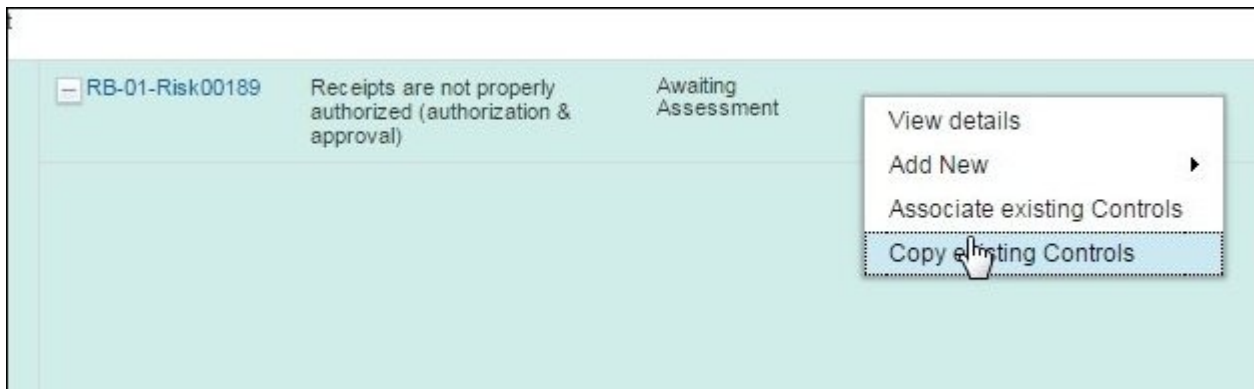 RB-01-Risk00189
Receipts are not properly
authorized (authorization &
approval)
Awaiting
Assessment
View details
Add New
Associate existing Controls
Copy existing Controls